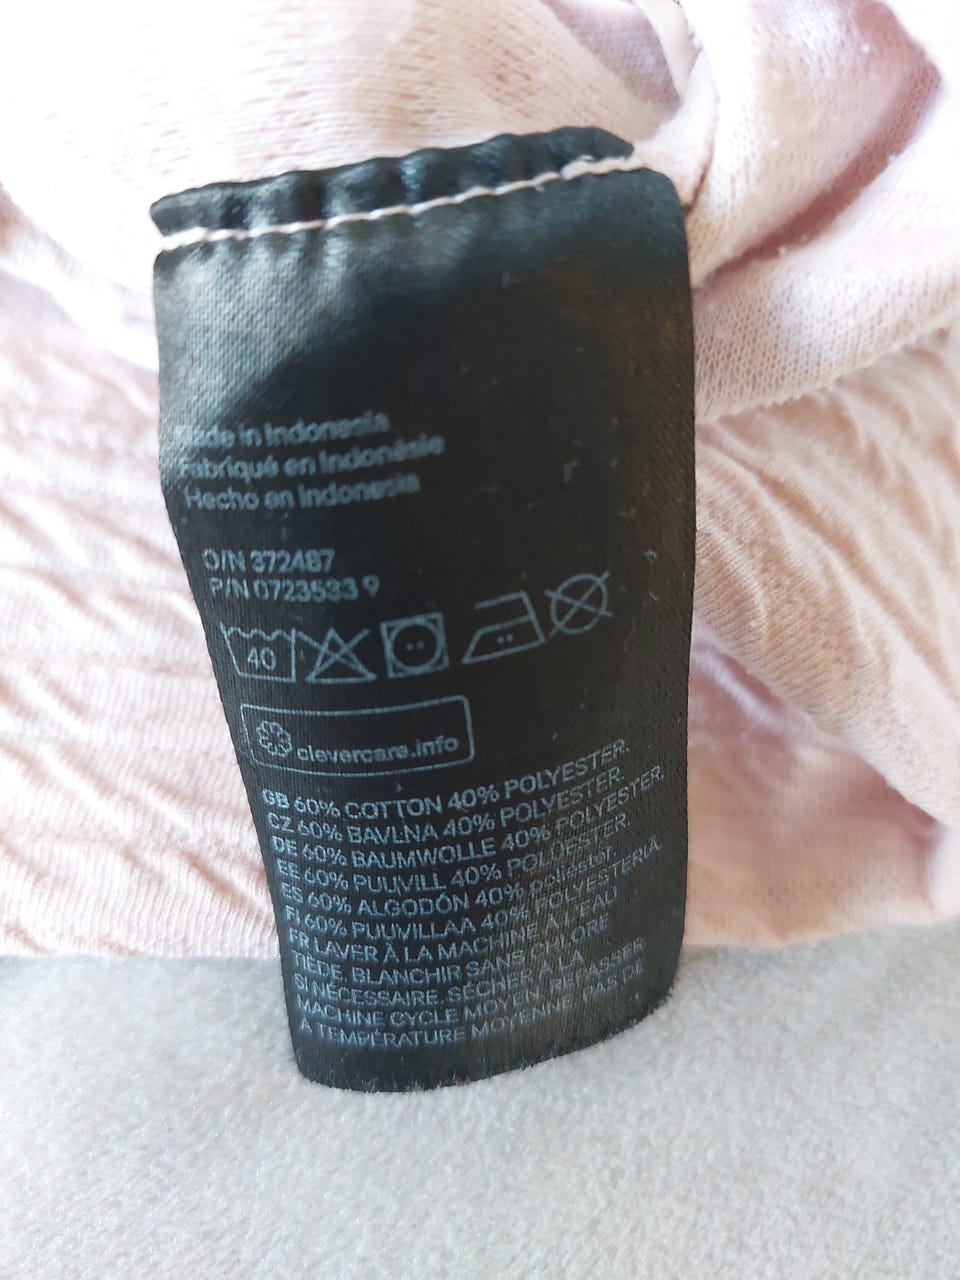 Made in Indonesia
Fabriqué en Indonésie
Hecho en Indonesia
O/N 372487
P/N 0723533 9
40
clevercare.info
GB 60% COTTON 40% POLYESTER.
CZ 60% BAVLNA 40% POLYESTER.
DE 60% BAUMWOLLE 40% POLYESTER.
EE 60% PUUVILL 40% POLÜESTER.
ES 60% ALGODÓN 40% poliéster.
FI 60% PUUVILLAA 40% POLYESTERIÄ
FR LAVER À LA MACHINE À L'EAU
TIÈDE. BLANCHIR SANS CHLORE
SI NÉCESSAIRE. SÉCHER À LA
MACHINE CYCLE MOYEN. REPASSER
À TEMPÉRATURE MOYENNE. PAS DE